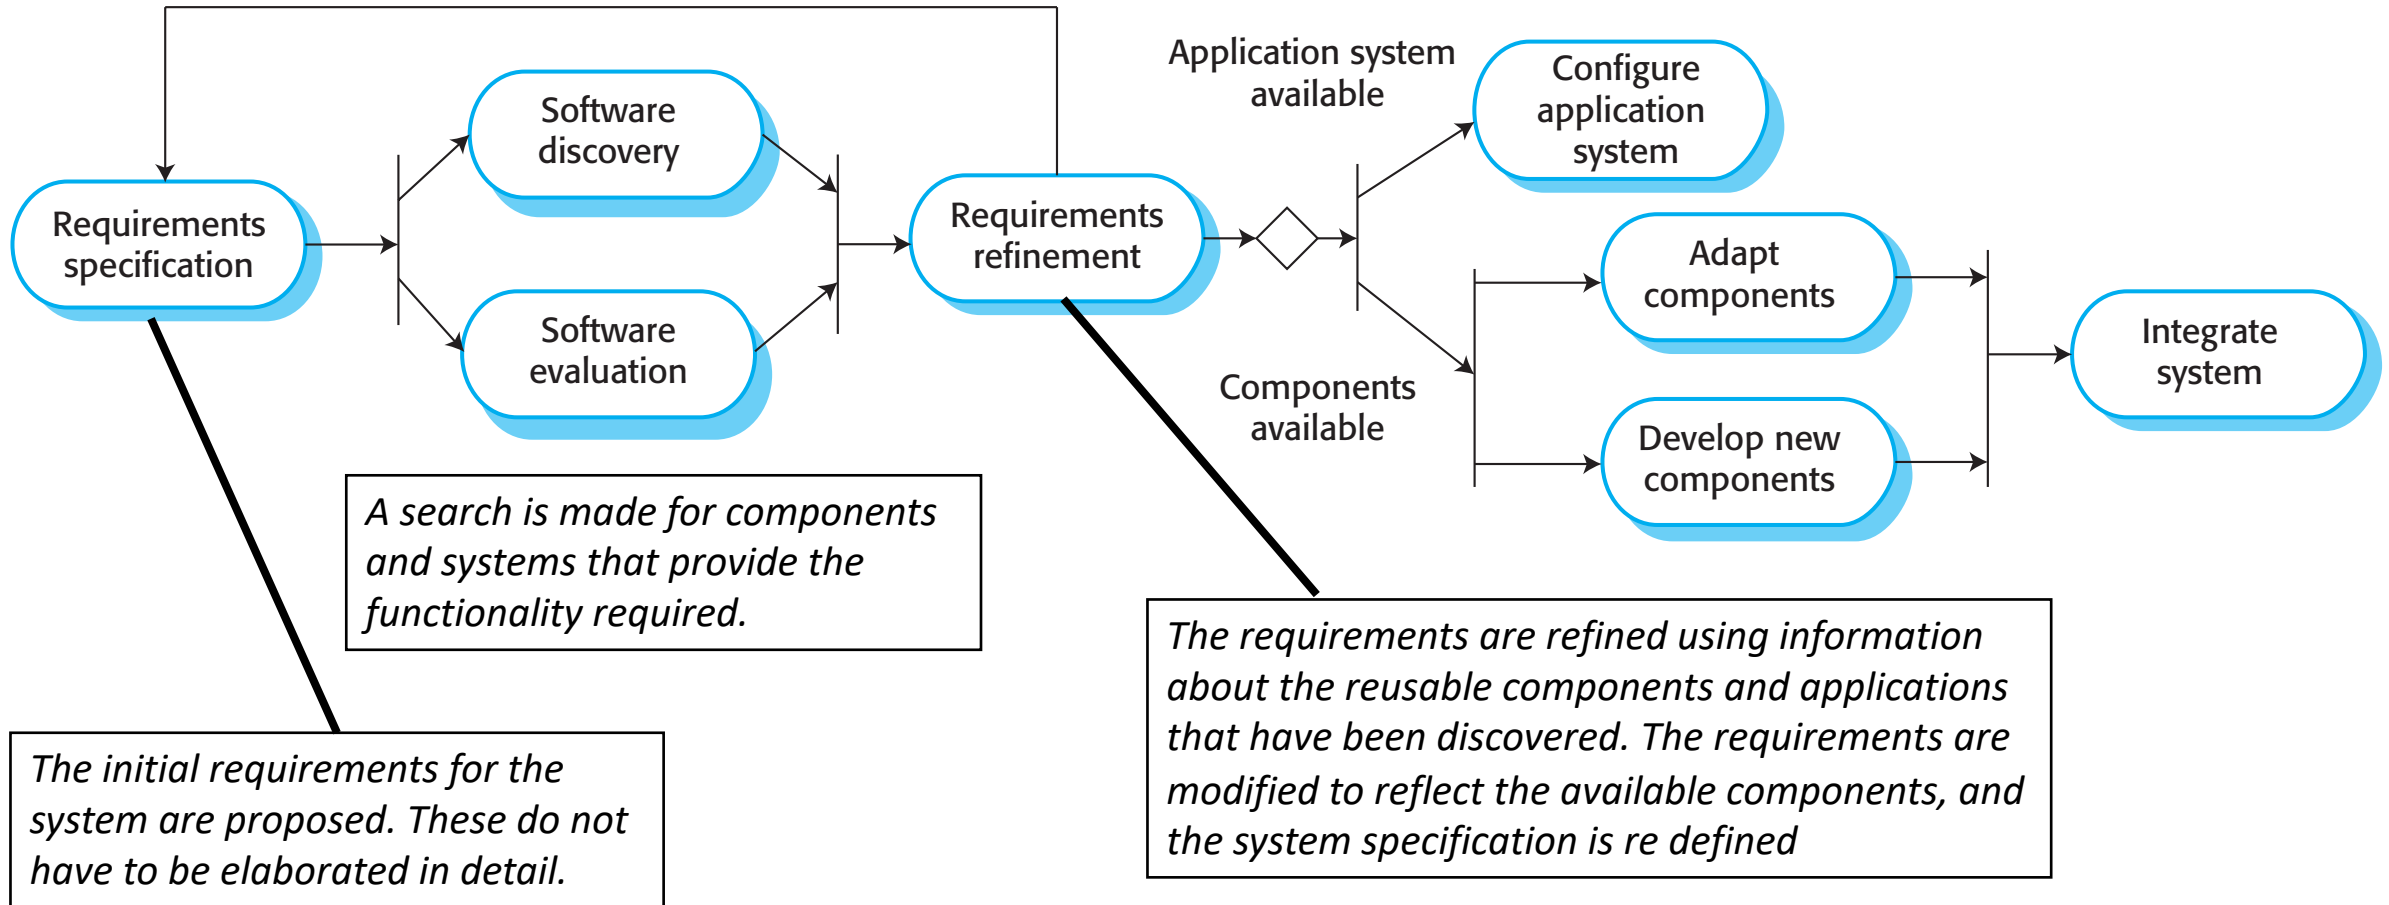 Requirements
specification
Software
discovery
Software
evaluation
Requirements
refinement
Application system
available
Components
available
Configure
application
system
Adapt
components
Develop new
components
Integrate
system
A search is made for components
and systems that provide the
functionality required.
The initial requirements for the
system are proposed. These do not
have to be elaborated in detail.
The requirements are refined using information
about the reusable components and applications
that have been discovered. The requirements are
modified to reflect the available components, and
the system specification is re defined